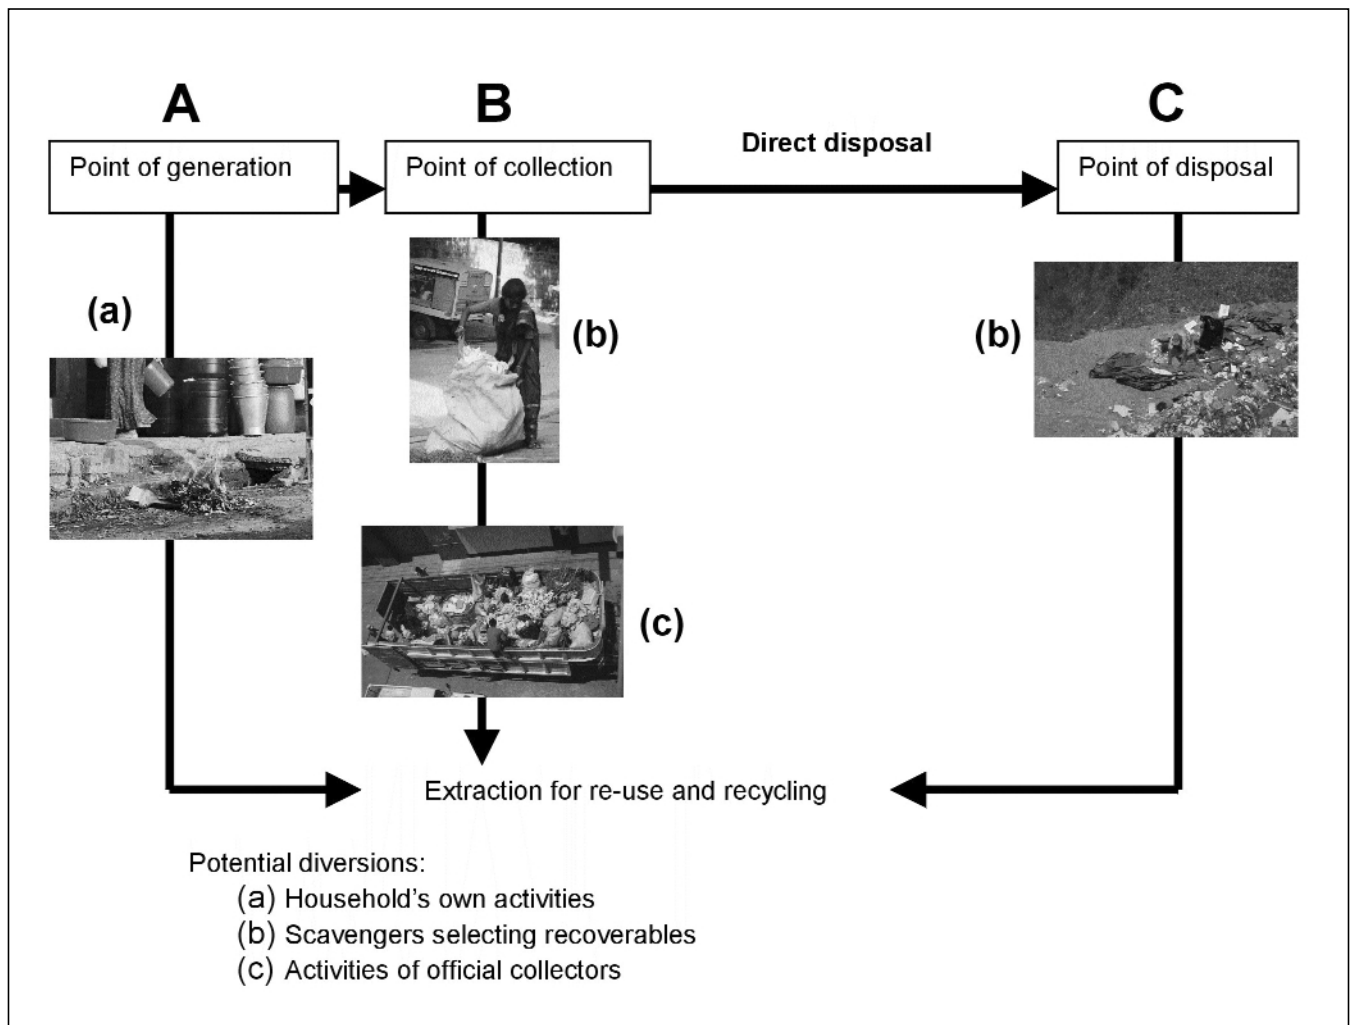 A
B
C
Point of generation
Point of collection
Direct disposal
Point of disposal
(a)
(b)
(b)
(c)
Extraction for re-use and recycling
Potential diversions:
(a) Household's own activities
(b) Scavengers selecting recoverables
(c) Activities of official collectors